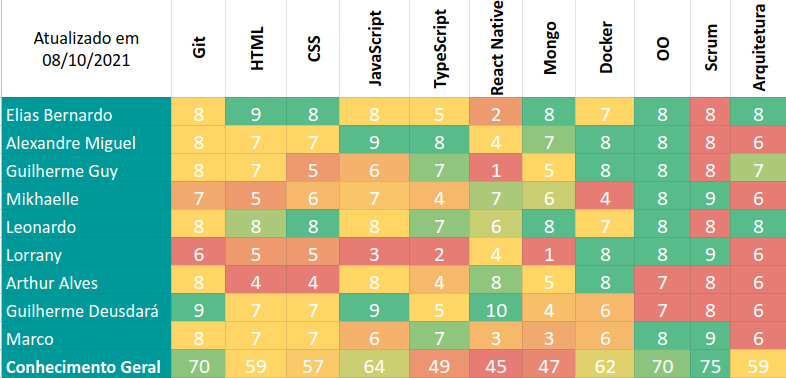 Atualizado em
08/10/2021
Git HTML CSS JavaScript TypeScript React Native Mongo Docker OO Scrum Arquitetura
Elias Bernardo 8 9 8 8 5 2 8 7 8 8 8
Alexandre Miguel 8 7 7 9 8 4 7 8 8 8 6
Guilherme Guy 8 7 5 6 7 1 5 8 8 8 7
Mikhaelle 7 5 6 7 4 7 6 4 8 9 6
Leonardo 8 8 8 8 7 6 8 7 8 8 8
Lorrany 6 5 5 3 2 4 1 8 8 9 6
Arthur Alves 8 4 4 8 4 8 5 8 7 8 6
Guilherme Deusdará 9 7 7 9 5 10 4 6 7 8 6
Marco 8 7 7 6 7 3 3 6 8 9 6
Conhecimento Geral 70 59 57 64 49 45 47 62 70 75 59